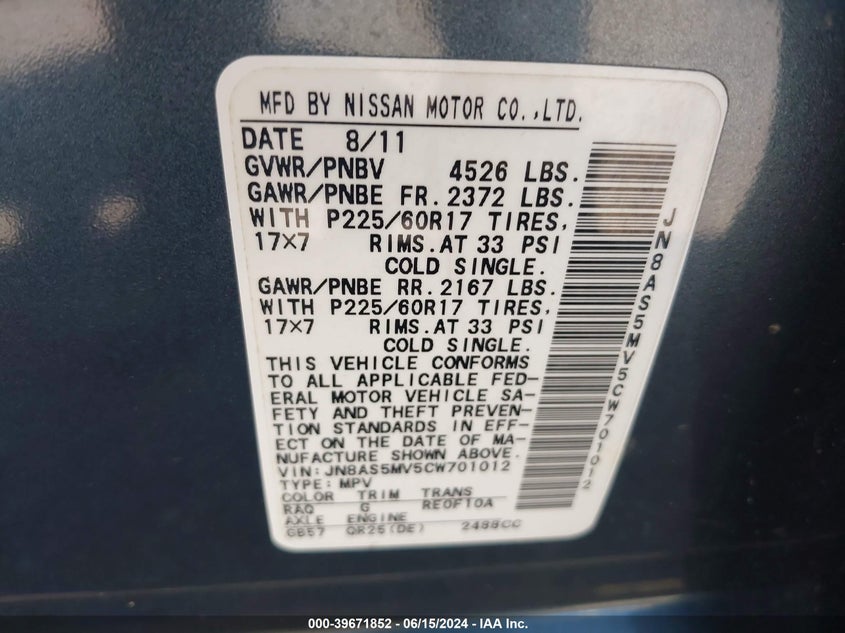 MFD BY NISSAN MOTOR CO.,LTD.
DATE 8/11
GVWR/PNBV 4526 LBS.
GAWR/PNBE FR. 2372 LBS.
WITH P225/60R17 TIRES,
17×7 RIMS. AT 33 PSI
COLD SINGLE.
GAWR/PNBE RR. 2167 LBS.
WITH P225/60R17 TIRES,
17×7 RIMS. AT 33 PSI
COLD SINGLE.
THIS VEHICLE CONFORMS
TO ALL APPLICABLE FED-
ERAL MOTOR VEHICLE SA-
FETY AND THEFT PREVEN-
TION STANDARDS IN EFF-
ECT ON THE DATE OF MA-
NUFACTURE SHOWN ABOVE.
VIN: JN8AS5MV5CW701012
TYPE: MPV
COLOR TRIM TRANS
RAQ G RE0F10A
AXLE ENGINE
GB57 QR25(DE) 2488CC
JN8AS5MV5CW701012
000-39671852 - 06/15/2024 - IAA Inc.